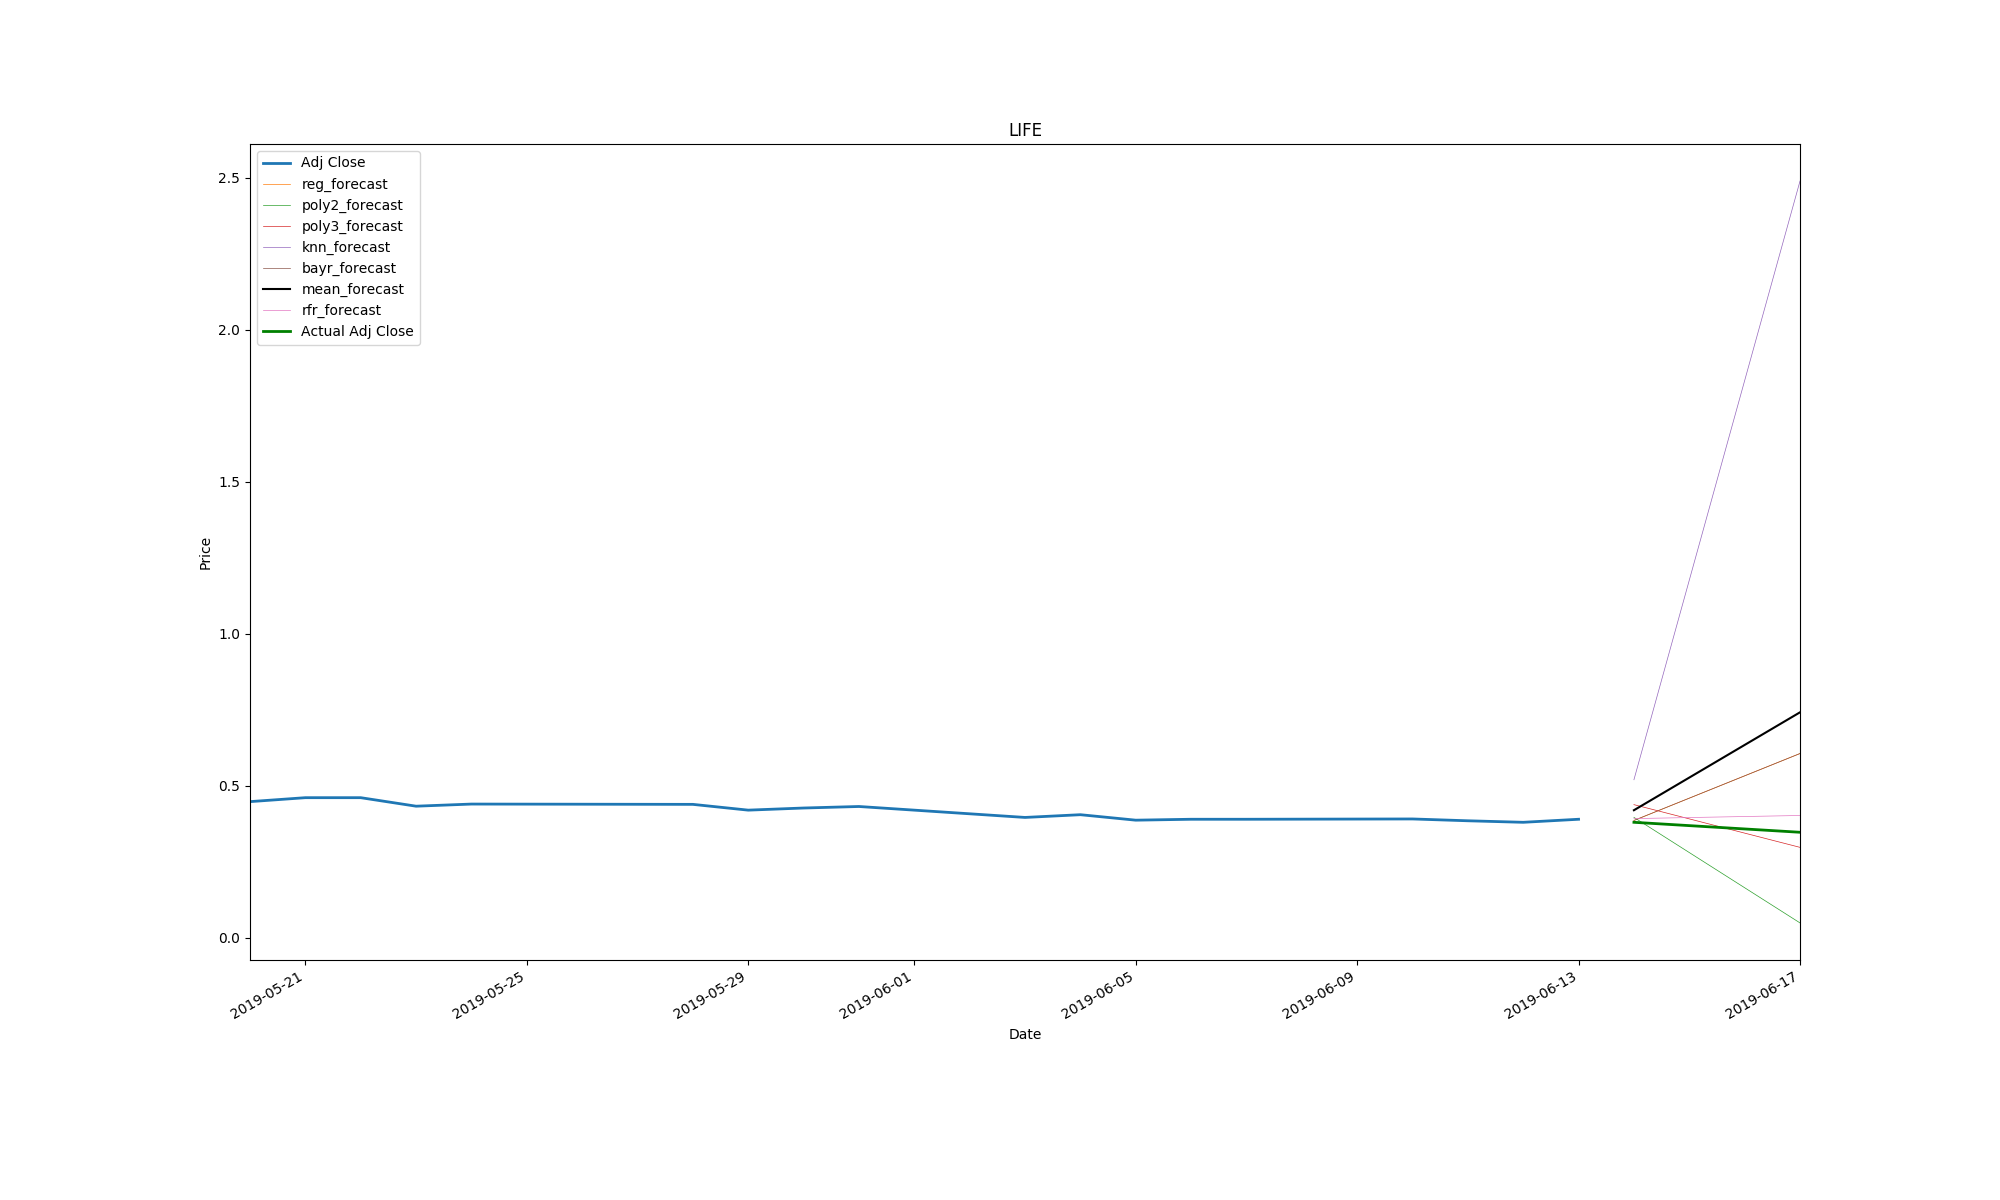 LIFE
Adj Close
reg_forecast
poly2_forecast
poly3_forecast
knn_forecast
bayr_forecast
mean_forecast
rfr_forecast
Actual Adj Close
2.5
2.0
1.5
1.0
0.5
0.0
Price
2019-05-21
2019-05-25
2019-05-29
2019-06-01
2019-06-05
2019-06-09
2019-06-13
2019-06-17
Date